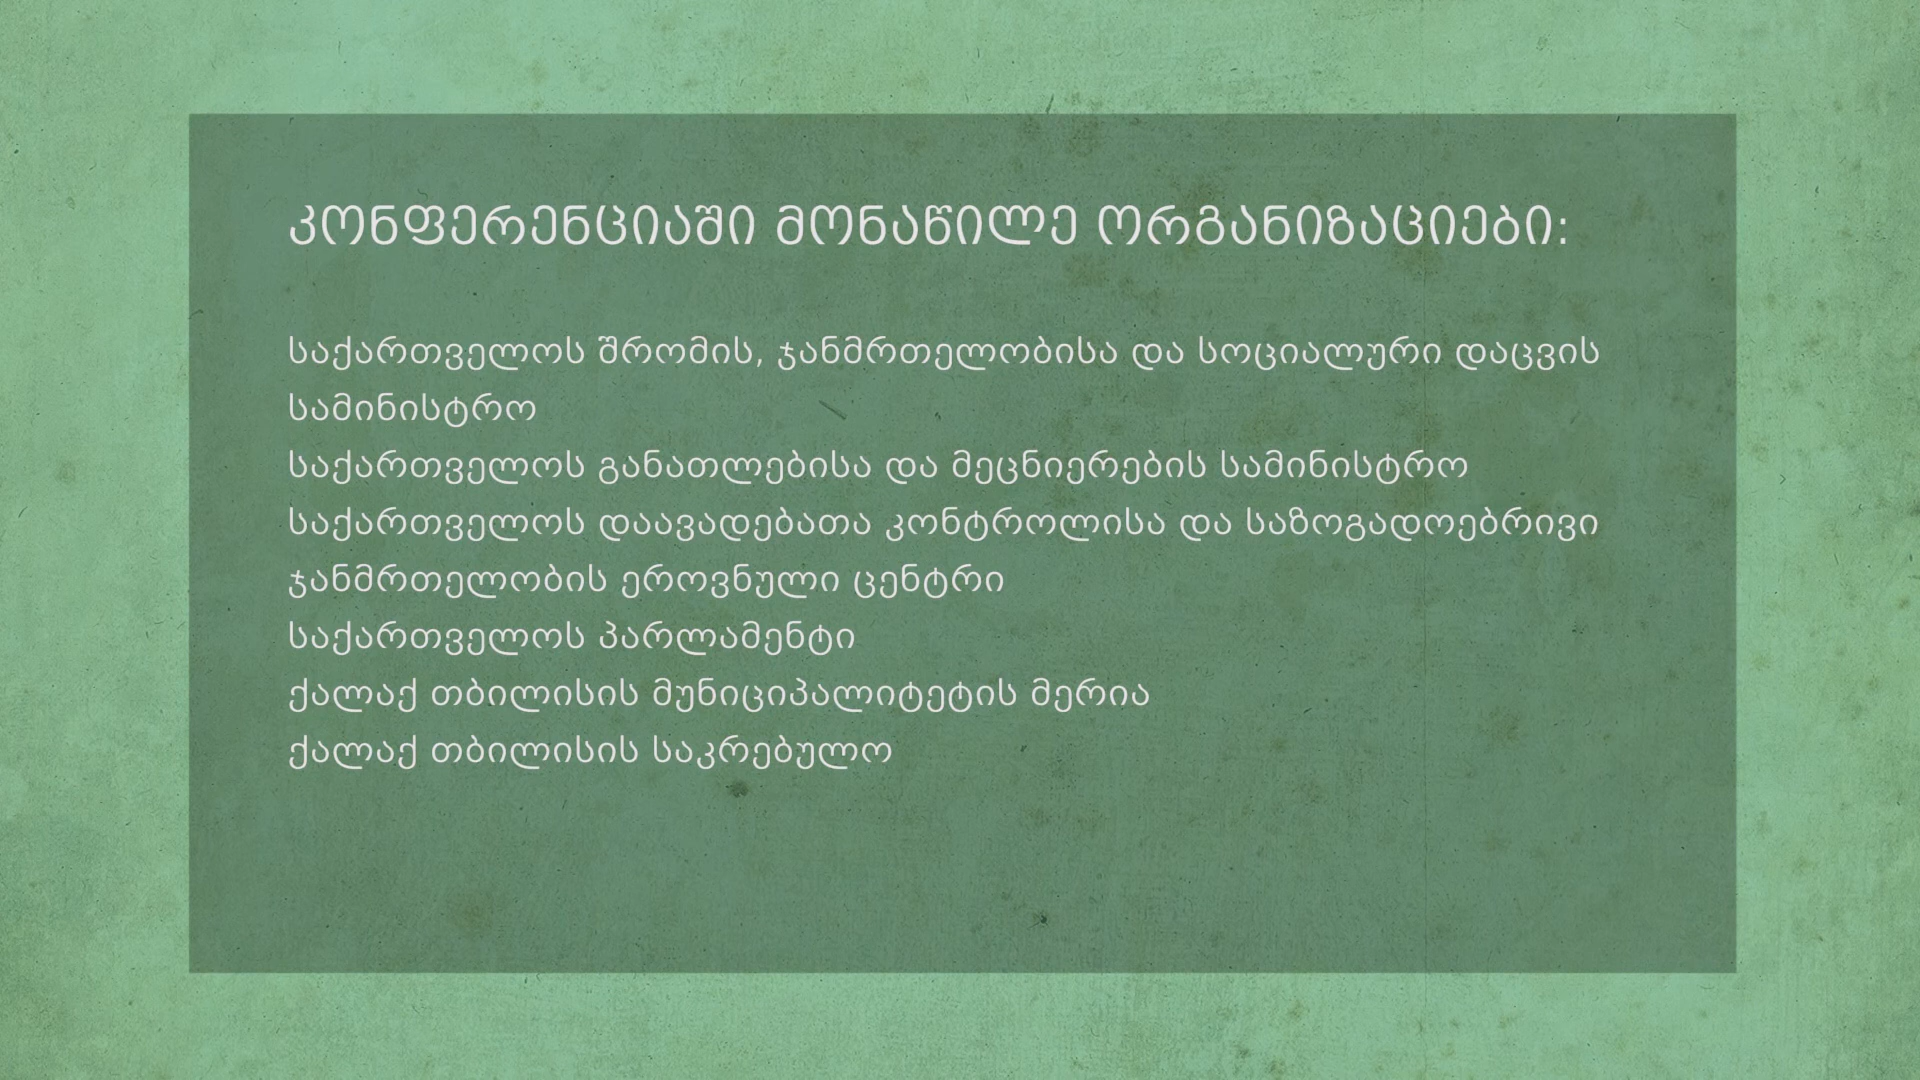 კონფერენციაში მონაწილე ორგანიზაციები:
საქართველოს შრომის, ჯანმრთელობისა და სოციალური დაცვის
სამინისტრო
საქართველოს განათლებისა და მეცნიერების სამინისტრო
საქართველოს დაავადებათა კონტროლისა და საზოგადოებრივი
ჯანმრთელობის ეროვნული ცენტრი
საქართველოს პარლამენტი
ქალაქ თბილისის მუნიციპალიტეტის მერია
ქალაქ თბილისის საკრებულო